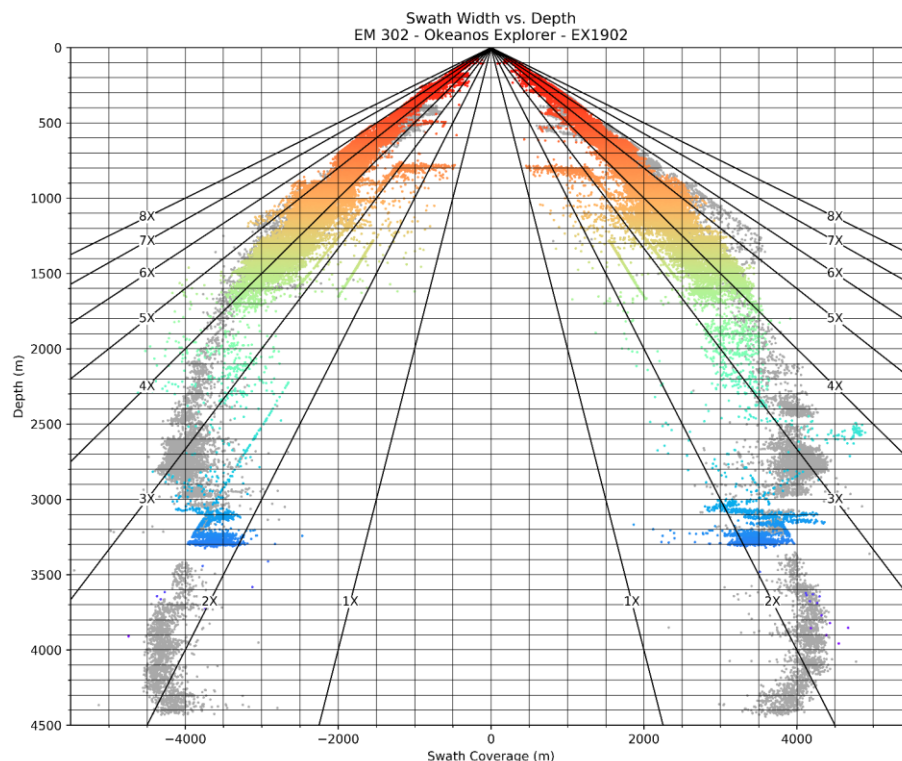 Swath Width vs. Depth
EM 302 - Okeanos Explorer - EX1902
0
500
1000
1500
2000
2500
3000
3500
4000
4500
Depth (m)
8X
7X
6X
5X
4X
3X
2X
1X
1X
2X
3X
4X
5X
6X
7X
8X
−4000
−2000
0
2000
4000
Swath Coverage (m)